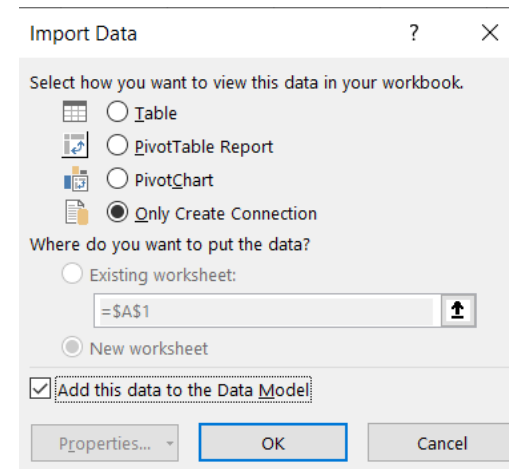 Import Data ? ×
Select how you want to view this data in your workbook.
Table
PivotTable Report
PivotChart
Only Create Connection
Where do you want to put the data?
Existing worksheet:
=$A$1
New worksheet
Add this data to the Data Model
Properties...
OK
Cancel